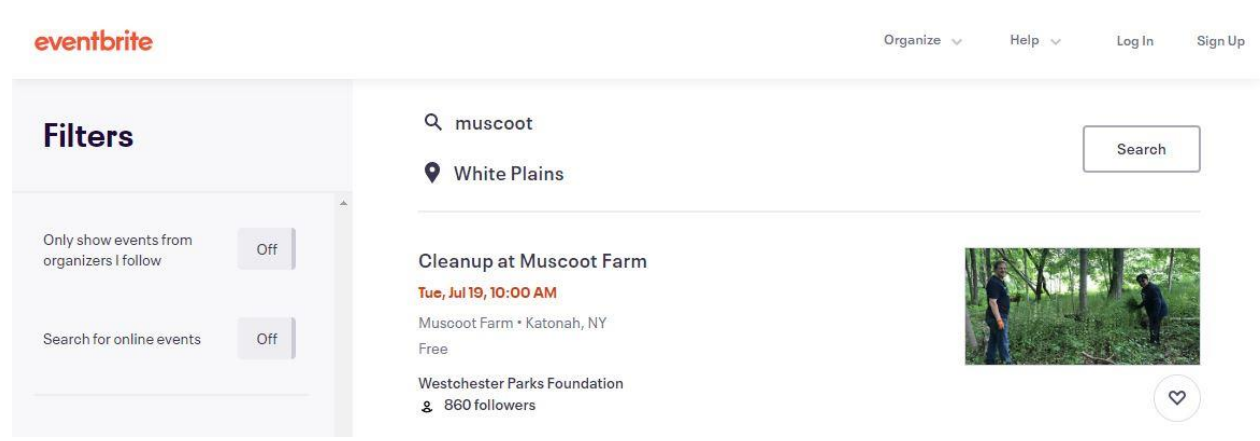 eventbrite
Organize
Help
Log In
Sign Up
Filters
muscoot
White Plains
Search
Only show events from
organizers I follow
Off
Search for online events
Off
Cleanup at Muscoot Farm
Tue, Jul 19, 10:00 AM
Muscoot Farm • Katonah, NY
Free
Westchester Parks Foundation
860 followers